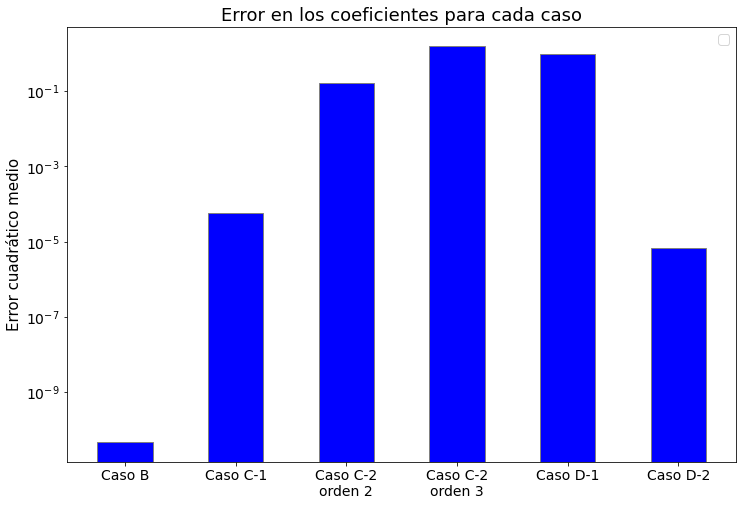 Error en los coeficientes para cada caso
Error cuadrático medio
10⁻¹
10⁻³
10⁻⁵
10⁻⁷
10⁻⁹
Caso B
Caso C-1
Caso C-2
orden 2
Caso C-2
orden 3
Caso D-1
Caso D-2